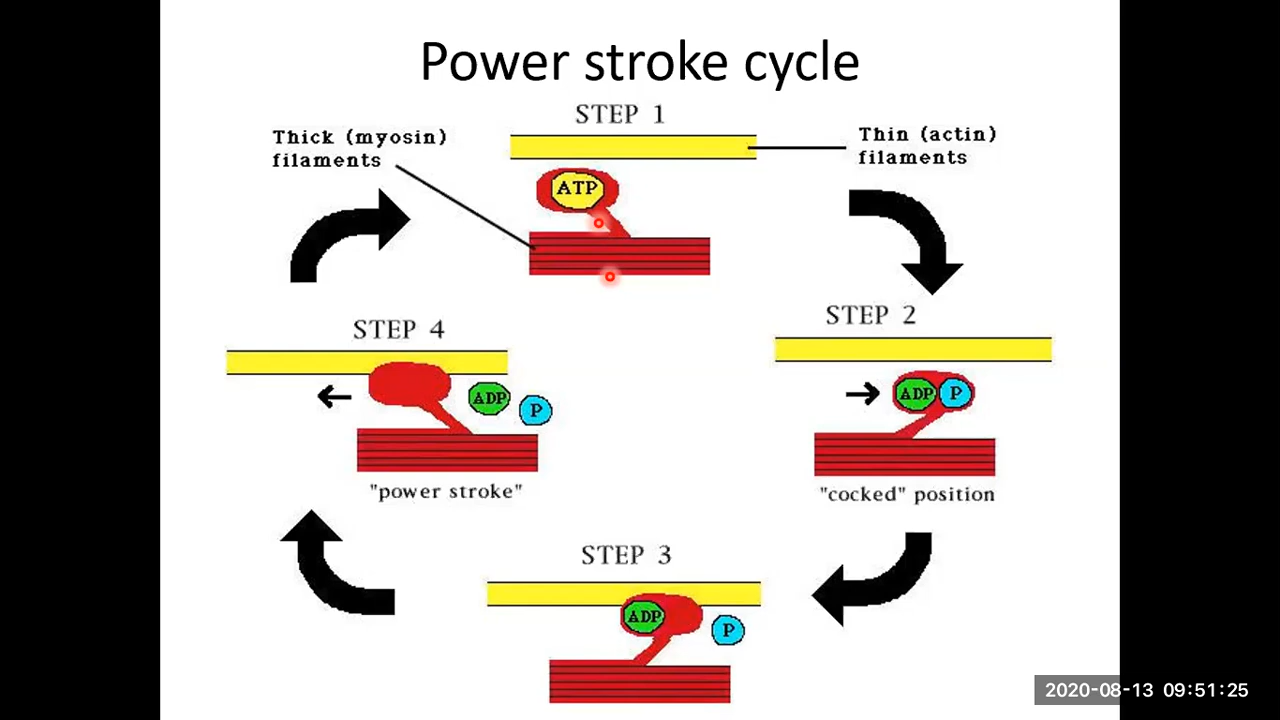 Power stroke cycle
STEP 1
Thick (myosin)
filaments
Thin (actin)
filaments
ATP
STEP 2
ADP P
"cocked" position
STEP 4
ADP P
"power stroke"
STEP 3
ADP P
2020-08-13 09:51:25